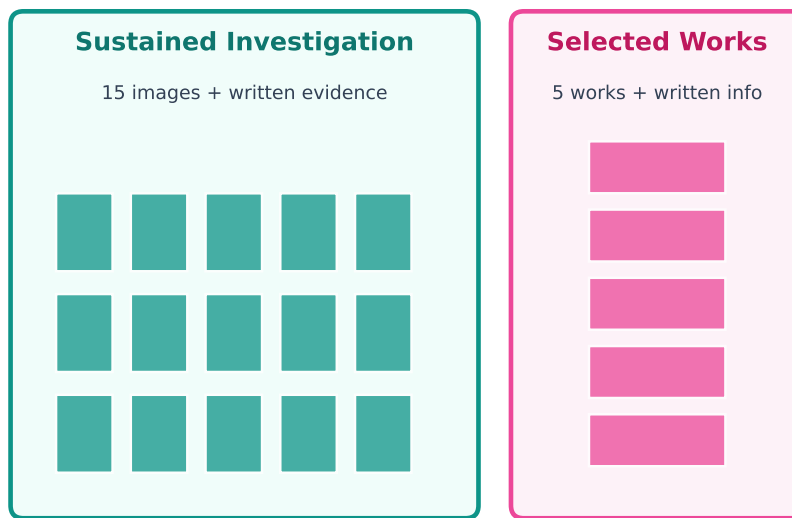 Sustained Investigation
15 images + written evidence
Selected Works
5 works + written info